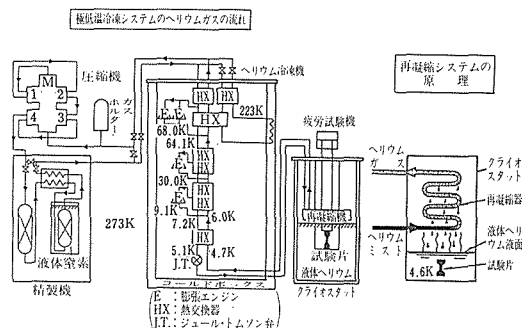 極低温冷凍システムのヘリウムガスの流れ
圧縮機
M
1
2
4
3
ガス
ホルダー
液体窒素
精製機
273K
ヘリウム冷凍機
HX
HX
223K
HX
E
E
68.0K
64.1K
HX
HX
E
30.0K
HX
HX
E
9.1K
6.0K
7.2K
HX
5.1K
4.7K
J.T.
コールドボックス
E : 膨張エンジン
HX : 熱交換器
J.T. : ジュール・トムソン弁
疲労試験機
再凝縮機
試験片
液体ヘリウム
クライオスタット
再凝縮システムの
原理
ヘリウム
ガス
クライオ
スタット
再凝縮器
ヘリウム
ミスト
液体ヘリ
ウム液面
4.6K
試験片